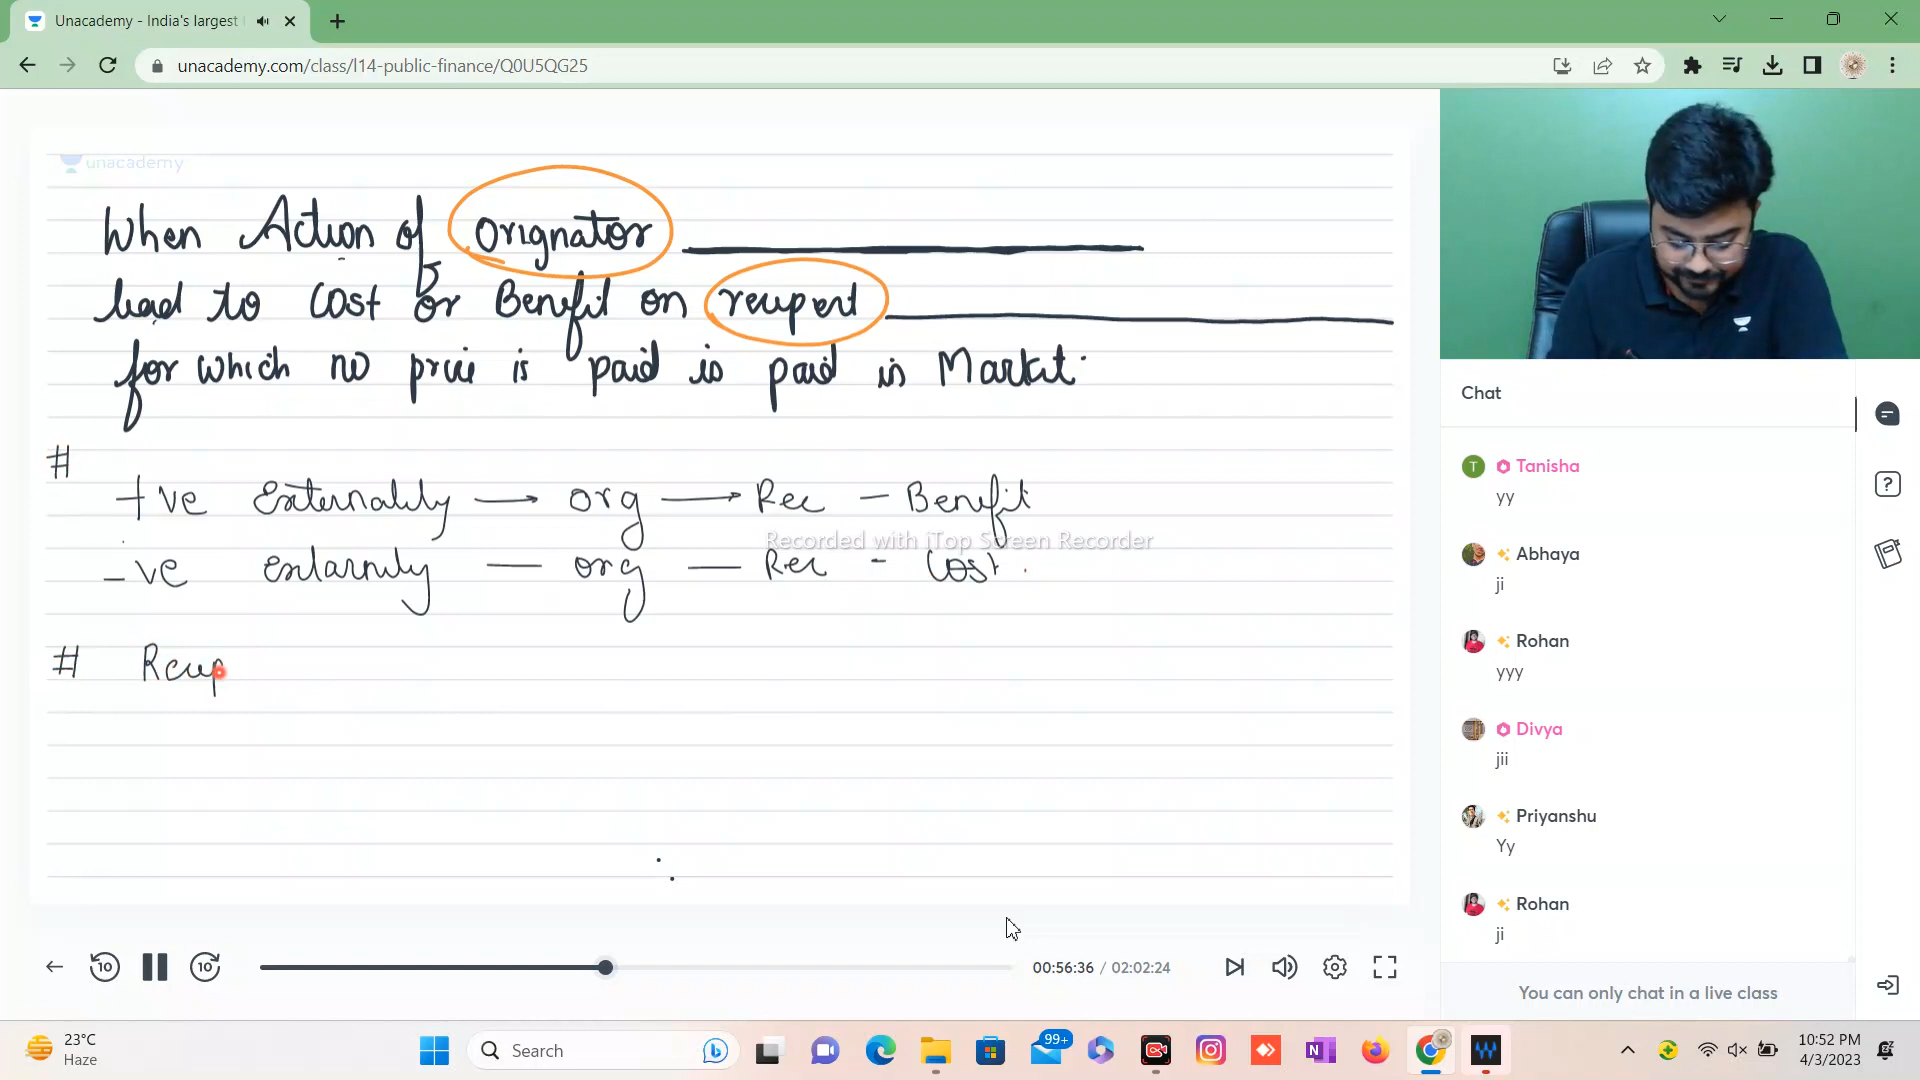 Unacademy - India's largest
unacademy.com/class/l14-public-finance/Q0U5QG25
unacademy
When Action of Orignator
lead to Cost or Benefit on recipent
for which no price is paid is paid in Market.
#
+ve Externality → org → Rec - Benefit
Recorded with iTop Screen Recorder
-ve externality — org — Rec - Cost
# Recip
10
10
00:56:36 / 02:02:24
Chat
T Tanisha
yy
Abhaya
ji
Rohan
yyy
Divya
jii
Priyanshu
Yy
Rohan
ji
You can only chat in a live class
23°C
Haze
Search
99+
10:52 PM
4/3/2023